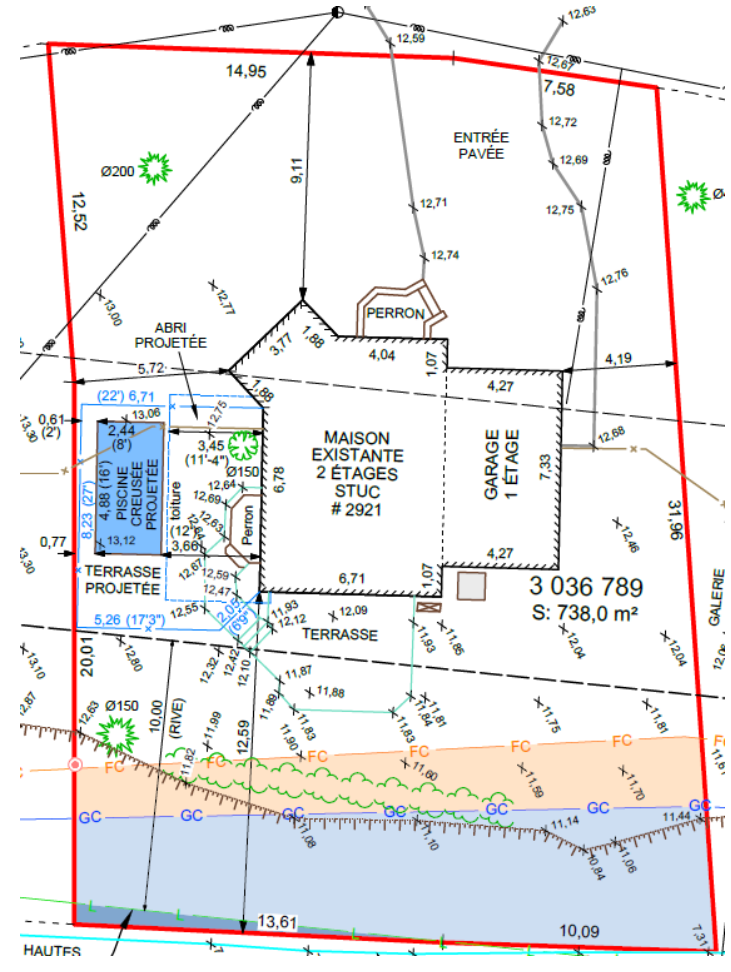 12,63
12,59
12,67
14,95
7,58
ENTRÉE
PAVÉE
12,72
12,69
12,75
Ø200
12,52
9,11
12,71
12,74
12,76
13,00
12,77
PERRON
ABRI
PROJETÉE
3,77
1,88
4,04
1,07
4,19
5,72
1,88
4,27
(22') 6,71
13,06
12,75
0,61
(2')
2,44
(8')
3,45
(11'-4")
Ø150
12,68
13,30
MAISON
EXISTANTE
2 ÉTAGES
STUC
# 2921
GARAGE
1 ÉTAGE
7,33
6,78
8,23 (27')
4,88 (16')
PISCINE
CREUSÉE
PROJETÉE
toiture
(12')
3,66
12,64
12,69
12,63
12,64
Perron
12,67
12,59
12,47
12,55
0,77
13,12
13,30
TERRASSE
PROJETÉE
12,46
31,96
4,27
6,71
1,07
3 036 789
S: 738,0 m²
GALERIE
5,26 (17'3")
2,05
(6'9")
11,93
12,12
12,09
TERRASSE
11,93
11,85
12,04
12,04
20,01
13,10
12,80
12,32
12,42
12,10
12,87
12,63
Ø150
10,00
(RIVE)
11,99
12,59
11,87
11,88
11,89
11,83
11,90
11,81
11,84
11,83
11,75
11,81
FC
FC
FC
FC
FC
FC
11,82
11,60
11,59
11,70
GC
GC
GC
GC
GC
GC
GC
11,08
11,10
11,14
11,44
10,84
11,06
L
L
L
L
13,61
10,09
7,31
HAUTES